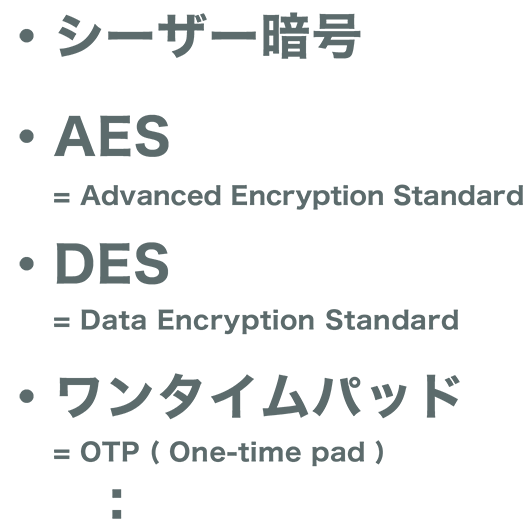 ・シーザー暗号
・AES
= Advanced Encryption Standard
・DES
= Data Encryption Standard
・ワンタイムパッド
= OTP ( One-time pad )
：